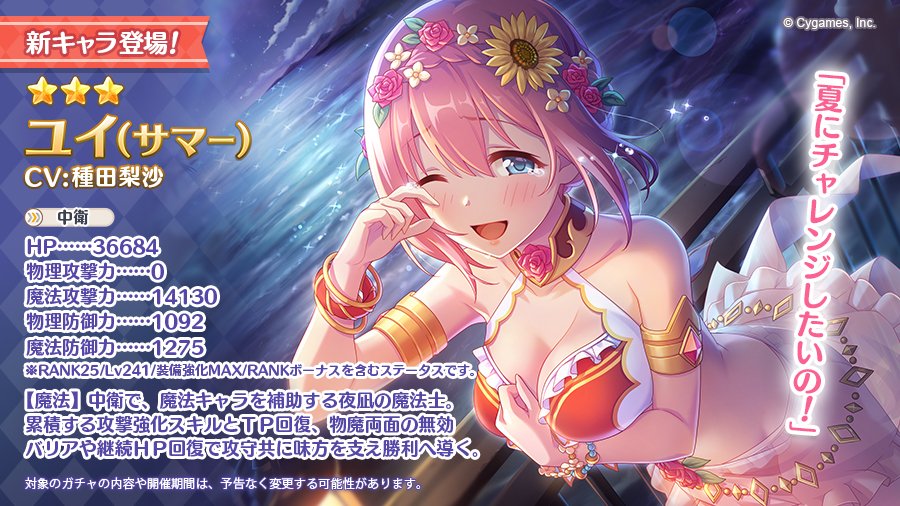 新キャラ登場!
© Cygames, Inc.
ユイ(サマー)
CV:種田梨沙
中衛
HP……36684
物理攻撃力……0
魔法攻撃力……14130
物理防御力……1092
魔法防御力……1275
※RANK25/Lv241/装備強化MAX/RANKボーナスを含むステータスです。
【魔法】中衛で、魔法キャラを補助する夜凪の魔法士。
累積する攻撃強化スキルとTP回復、物魔両面の無効
バリアや継続HP回復で攻守共に味方を支え勝利へ導く。
対象のガチャの内容や開催期間は、予告なく変更する可能性があります。
「夏にチャレンジしたいの!」